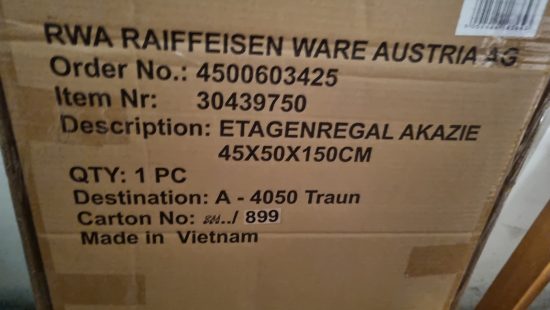 RWA RAIFFEISEN WARE AUSTRIA AG
Order No.: 4500603425
Item Nr: 30439750
Description: ETAGENREGAL AKAZIE
45X50X150CM
QTY: 1 PC
Destination: A - 4050 Traun
Carton No: ../ 899
Made in Vietnam